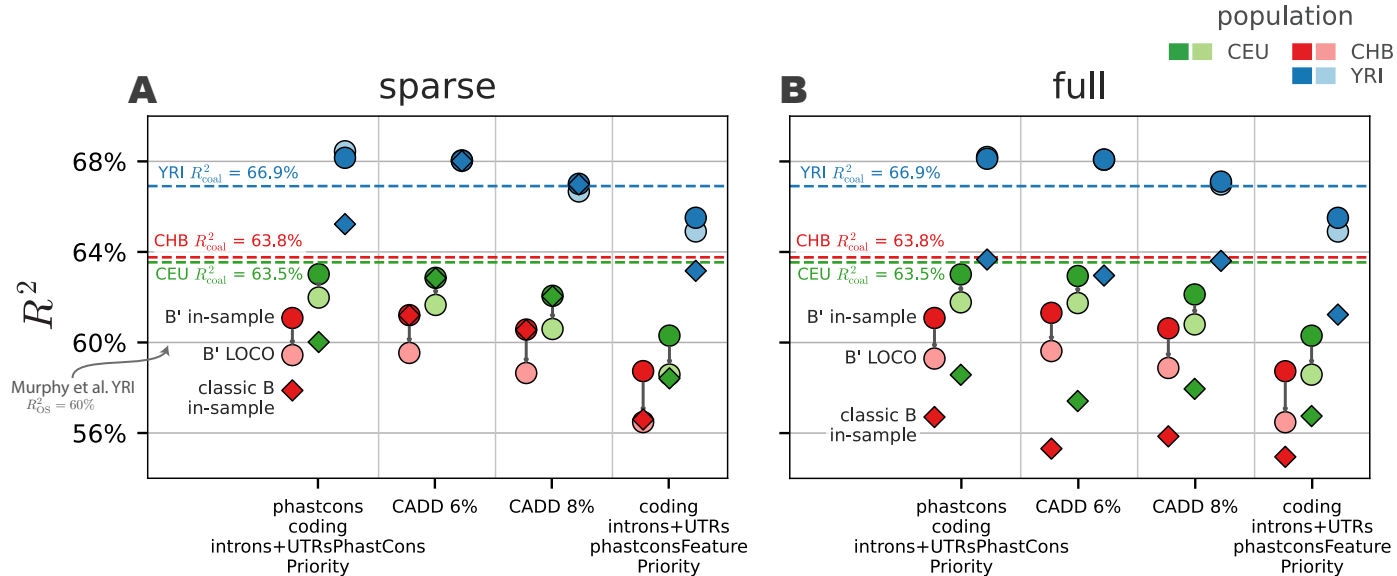 population
CEU
CHB
YRI
A
sparse
B
full
R²
68%
64%
60%
56%
YRI R²coal = 66.9%
CHB R²coal = 63.8%
CEU R²coal = 63.5%
B' in-sample
B' LOCO
classic B
in-sample
Murphy et al. YRI
R²OS = 60%
phastcons
coding
introns+UTRsPhastCons
Priority
CADD 6%
CADD 8%
coding
introns+UTRs
phastconsFeature
Priority
YRI R²coal = 66.9%
CHB R²coal = 63.8%
CEU R²coal = 63.5%
B' in-sample
B' LOCO
classic B
in-sample
phastcons
coding
introns+UTRsPhastCons
Priority
CADD 6%
CADD 8%
coding
introns+UTRs
phastconsFeature
Priority